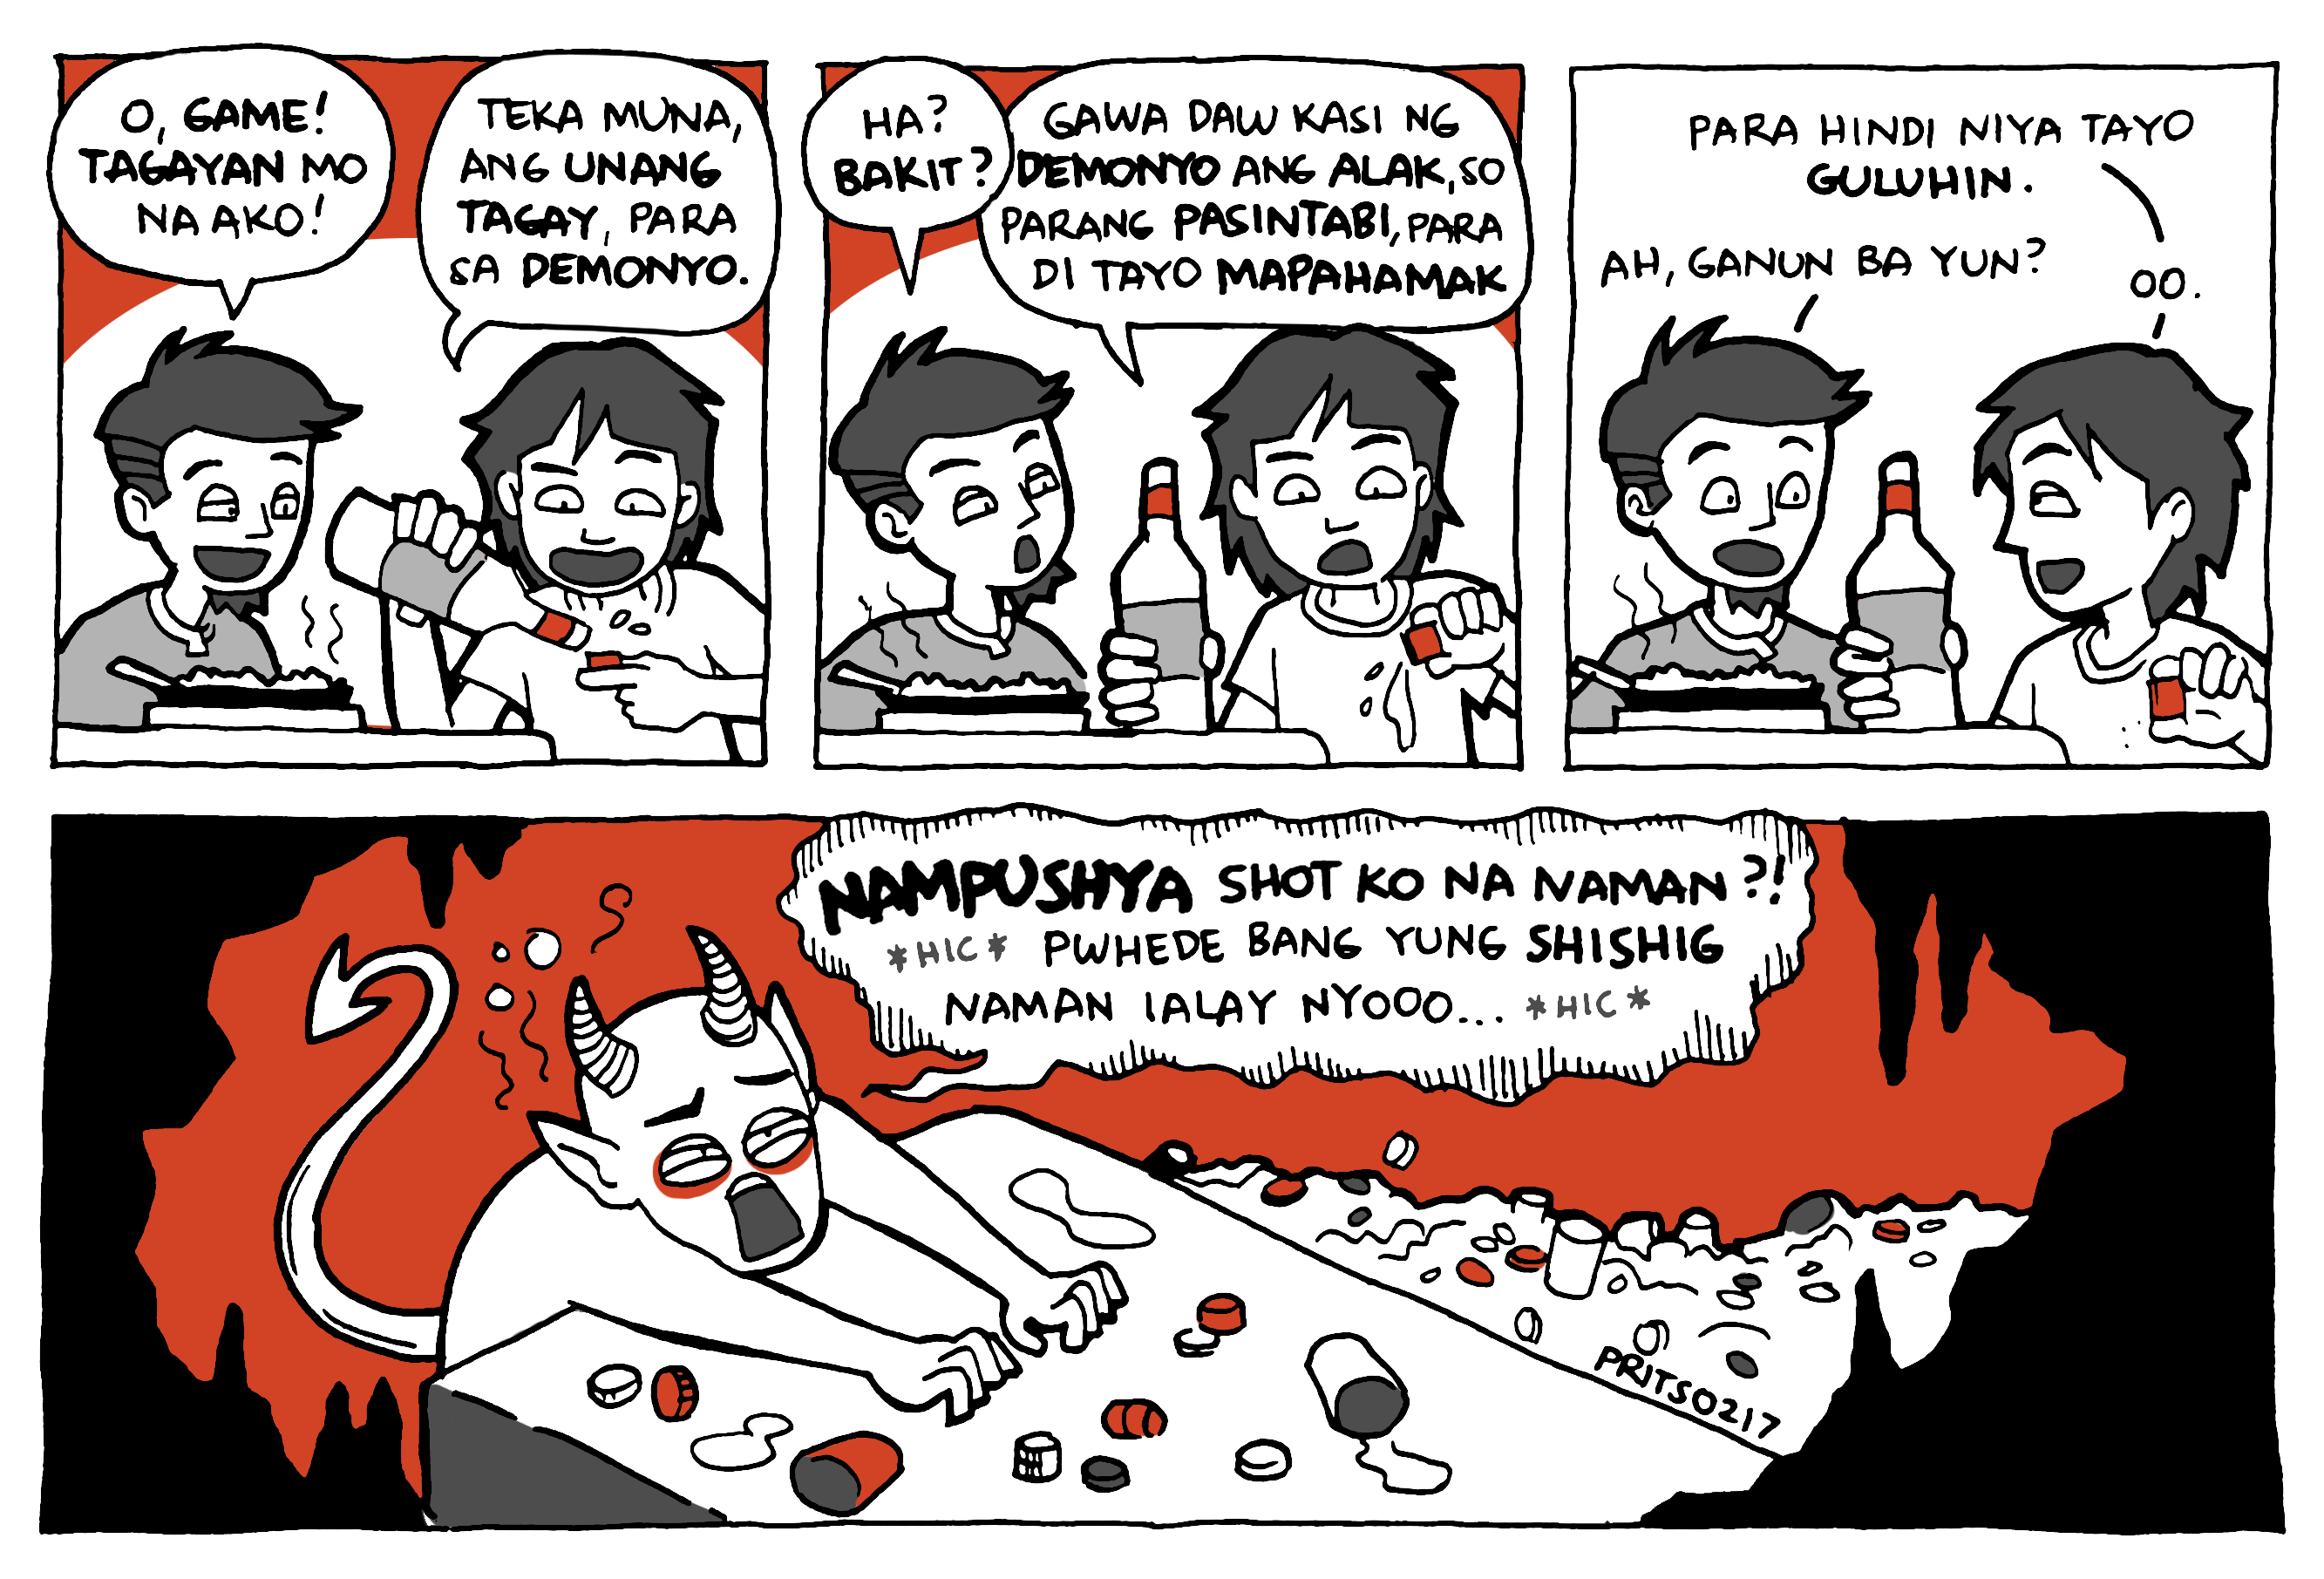 O, GAME!
TAGAYAN MO
NA AKO!
TEKA MUNA,
ANG UNANG
TAGAY, PARA
SA DEMONYO.
HA?
BAKIT?
GAWA DAW KASI NG
DEMONYO ANG ALAK, SO
PARANG PASINTABI, PARA
DI TAYO MAPAHAMAK
PARA HINDI NIYA TAYO
GULUHIN.
AH, GANUN BA YUN?
OO.
NAMPUSHYA SHOT KO NA NAMAN?!
*HIC* PWHEDE BANG YUNG SHISHIG
NAMAN IALAY NYOOO... *HIC*
PRITS0217